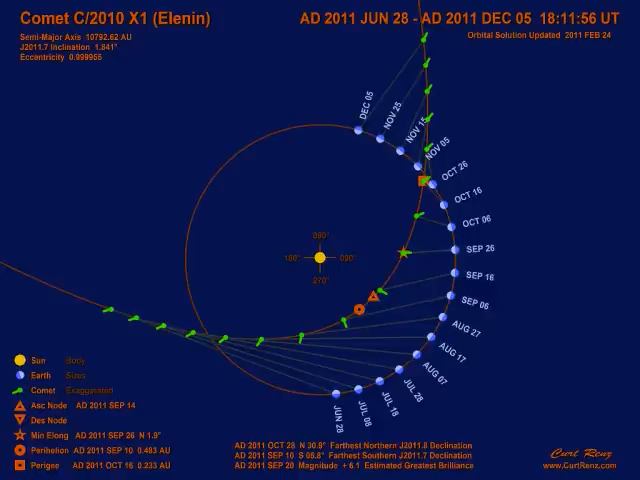 Comet C/2010 X1 (Elenin)
AD 2011 JUN 28 - AD 2011 DEC 05 18:11:56 UT
Semi-Major Axis 10792.62 AU
J2011.7 Inclination 1.841°
Eccentricity 0.999955
Orbital Solution Updated 2011 FEB 24
DEC 05
NOV 25
NOV 15
NOV 05
OCT 26
OCT 16
OCT 06
SEP 26
SEP 16
SEP 06
AUG 27
AUG 17
AUG 07
JUL 28
JUL 18
JUL 08
JUN 28
180°
270°
Sun Body
Earth Sizes
Comet Exaggerated
Asc Node AD 2011 SEP 14
Des Node
Min Elong AD 2011 SEP 26 N 1.9°
Perihelion AD 2011 SEP 10 0.483 AU
Perigee AD 2011 OCT 16 0.233 AU
AD 2011 OCT 28 N 30.9° Farthest Northern J2011.8 Declination
AD 2011 SEP 10 S 05.8° Farthest Southern J2011.7 Declination
AD 2011 SEP 20 Magnitude + 6.1 Estimated Greatest Brilliance
Curt Renz
www.CurtRenz.com